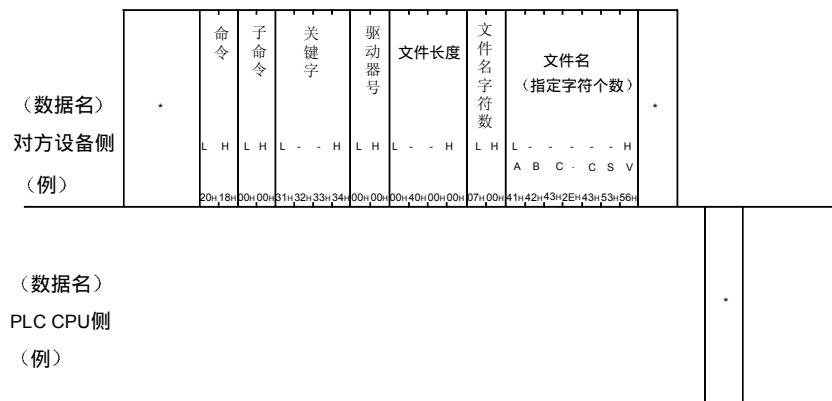 命令
子命令
关键字
驱动器号
文件长度
文件名字符数
文件名
（指定字符个数）
（数据名）
*
*
对方设备侧
L H L H L - - H L H L - - H L H L - - - - - H
A B C . C S V
（例）
20H 18H 00H 00H 31H 32H 33H 34H 00H 00H 00H 40H 00H 00H 07H 00H 41H 42H 43H 2EH 43H 53H 56H
（数据名）
*
PLC CPU侧
（例）